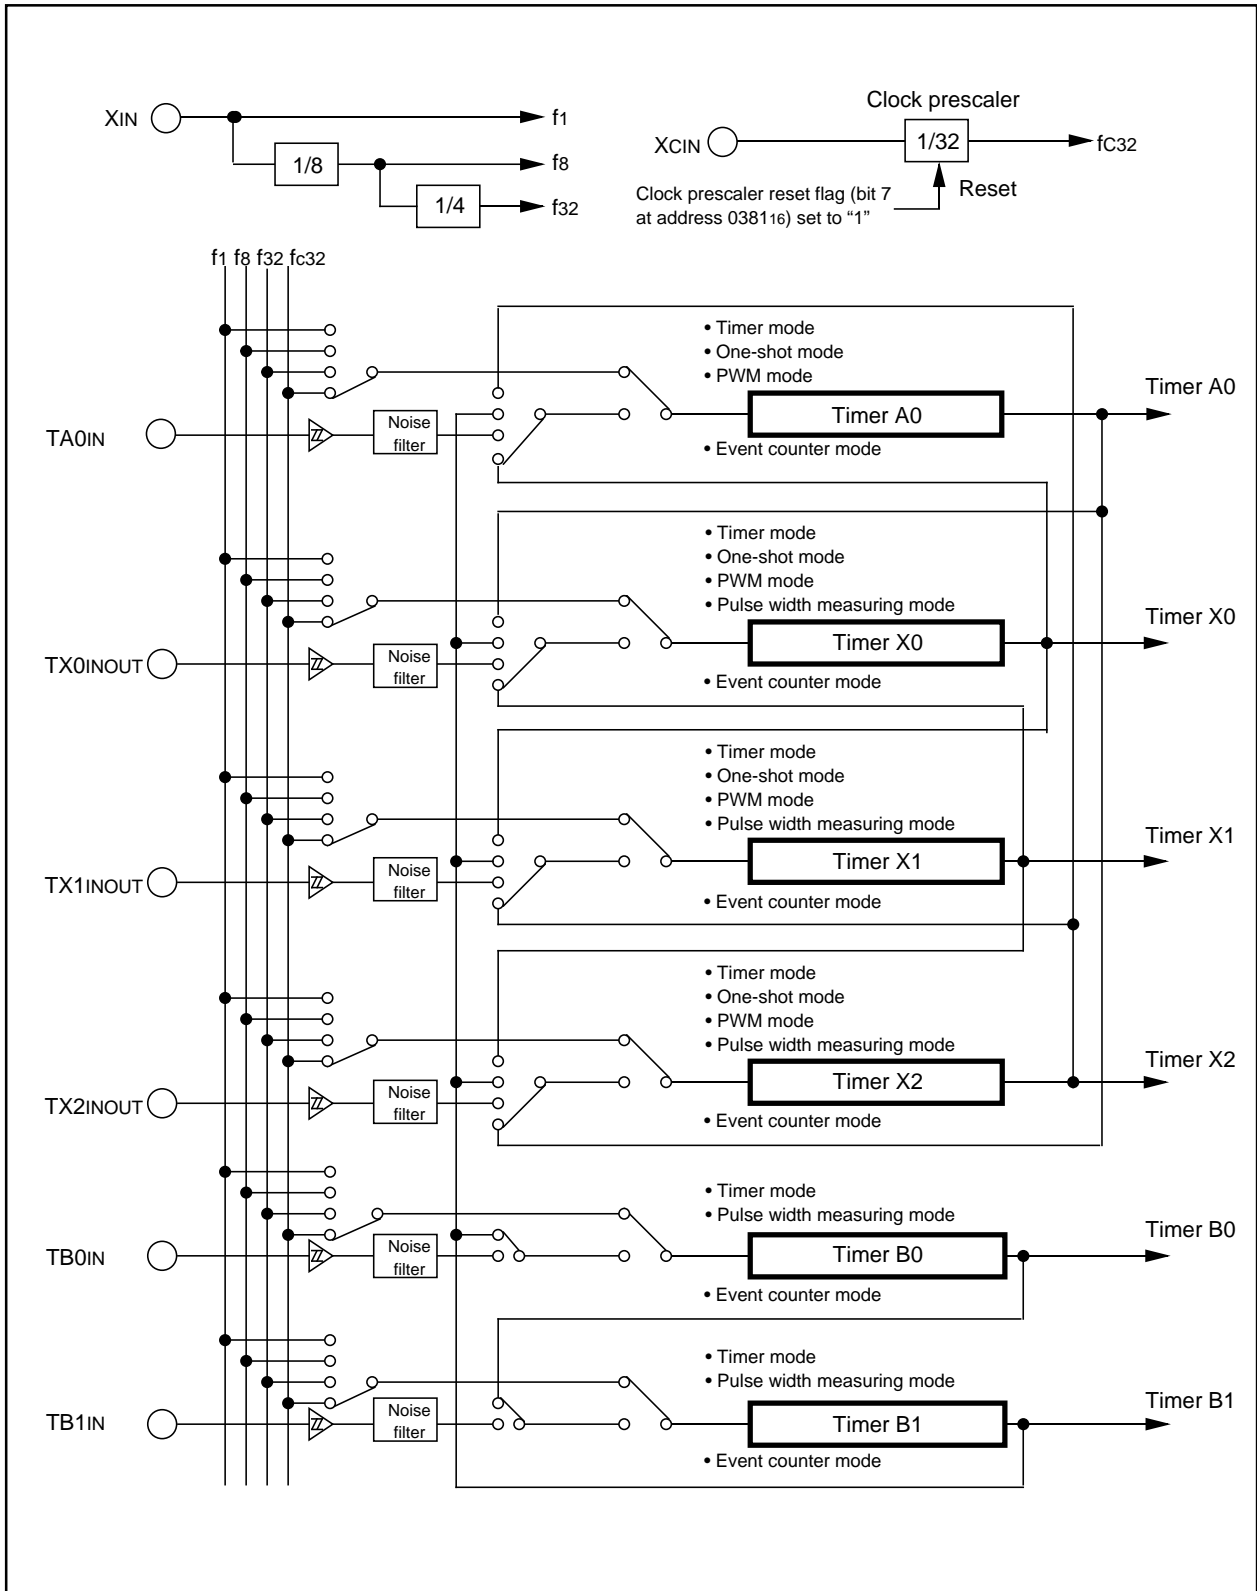 XIN
f1
1/8
f8
1/4
f32
Clock prescaler
XCIN
1/32
fC32
Clock prescaler reset flag (bit 7
at address 038116) set to “1”
Reset
f1 f8 f32 fc32
• Timer mode
• One-shot mode
• PWM mode
Timer A0
TA0IN
Noise
filter
Timer A0
• Event counter mode
• Timer mode
• One-shot mode
• PWM mode
• Pulse width measuring mode
Timer X0
TX0INOUT
Noise
filter
Timer X0
• Event counter mode
• Timer mode
• One-shot mode
• PWM mode
• Pulse width measuring mode
Timer X1
TX1INOUT
Noise
filter
Timer X1
• Event counter mode
• Timer mode
• One-shot mode
• PWM mode
• Pulse width measuring mode
Timer X2
TX2INOUT
Noise
filter
Timer X2
• Event counter mode
• Timer mode
• Pulse width measuring mode
Timer B0
TB0IN
Noise
filter
Timer B0
• Event counter mode
• Timer mode
• Pulse width measuring mode
Timer B1
TB1IN
Noise
filter
Timer B1
• Event counter mode